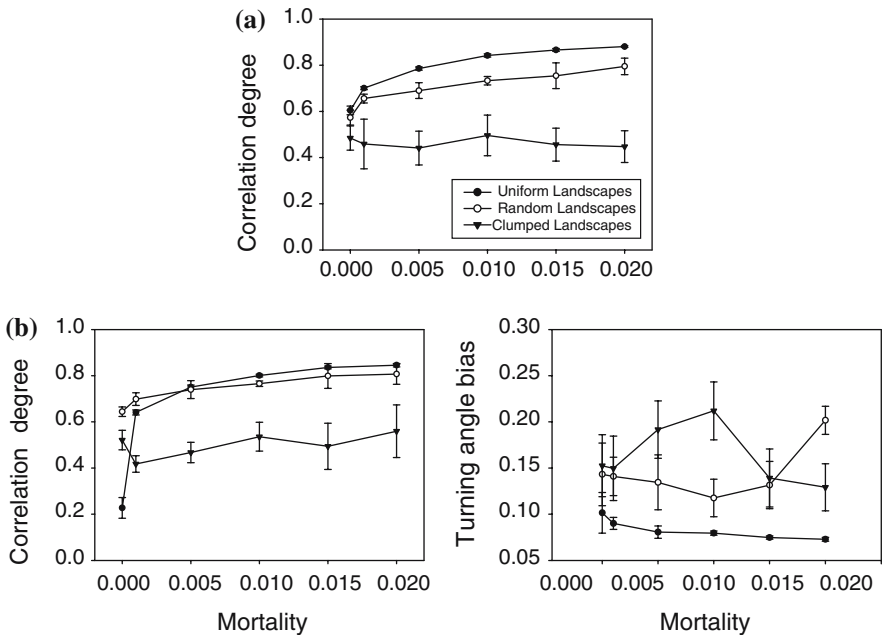 (a)
Correlation degree
1.0
0.8
0.6
0.4
0.2
0.0
0.000 0.005 0.010 0.015 0.020
Uniform Landscapes
Random Landscapes
Clumped Landscapes
(b)
Correlation degree
1.0
0.8
0.6
0.4
0.2
0.0
0.000 0.005 0.010 0.015 0.020
Mortality
Turning angle bias
0.30
0.25
0.20
0.15
0.10
0.05
0.000 0.005 0.010 0.015 0.020
Mortality